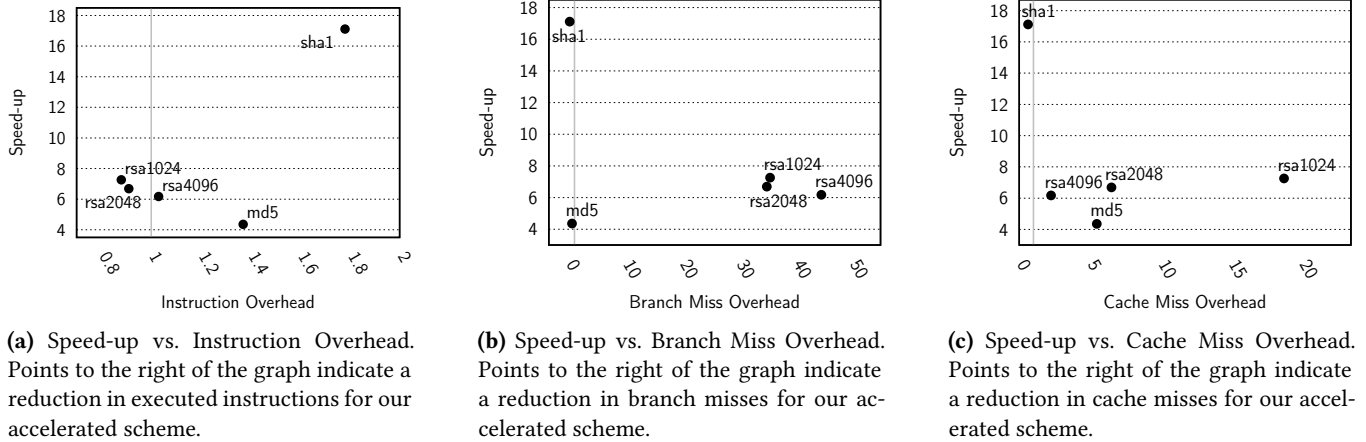 18
16
14
12
10
8
6
4
Speed-up
sha1
rsa1024
rsa2048
rsa4096
md5
0.8
1
1.2
1.4
1.6
1.8
2
Instruction Overhead
(a) Speed-up vs. Instruction Overhead.
Points to the right of the graph indicate a
reduction in executed instructions for our
accelerated scheme.
18
16
14
12
10
8
6
4
Speed-up
sha1
rsa1024
rsa4096
rsa2048
md5
0
10
20
30
40
50
Branch Miss Overhead
(b) Speed-up vs. Branch Miss Overhead.
Points to the right of the graph indicate
a reduction in branch misses for our ac-
celerated scheme.
18
16
14
12
10
8
6
4
Speed-up
sha1
rsa1024
rsa4096
rsa2048
md5
0
5
10
15
20
Cache Miss Overhead
(c) Speed-up vs. Cache Miss Overhead.
Points to the right of the graph indicate
a reduction in cache misses for our accel-
erated scheme.